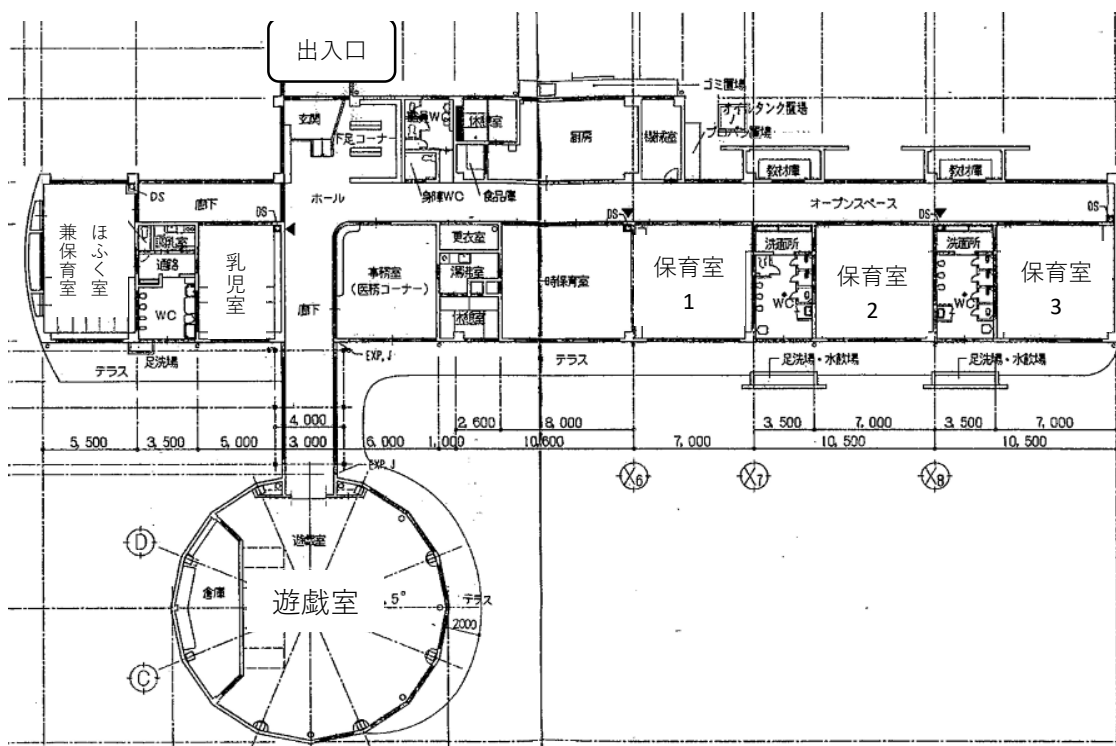 出入口
ゴミ置場
オイルタンク置場
プロパン置場
玄関
下足コーナー
休憩室
厨房
機械室
教材庫
教材庫
DS
廊下
ホール
身障WC
食品庫
DS
オープンスペース
DS
DS
DS
ほふく室
兼保育室
調乳室
通路
WC
乳児室
廊下
事務室
(医務コーナー)
更衣室
湯沸室
休憩室
時保育室
保育室
1
洗面所
WC
保育室
2
洗面所
WC
保育室
3
テラス
足洗場
EXP.J
テラス
足洗場・水飲場
足洗場・水飲場
4,000
2,600
8,000
3,500
7,000
3,500
7,000
5,500
3,500
5,000
3,000
6,000
1,000
10,600
7,000
10,500
10,500
EXP.J
X6
X7
X8
D
遊戯室
倉庫
遊戯室
.5°
テラス
2000
C